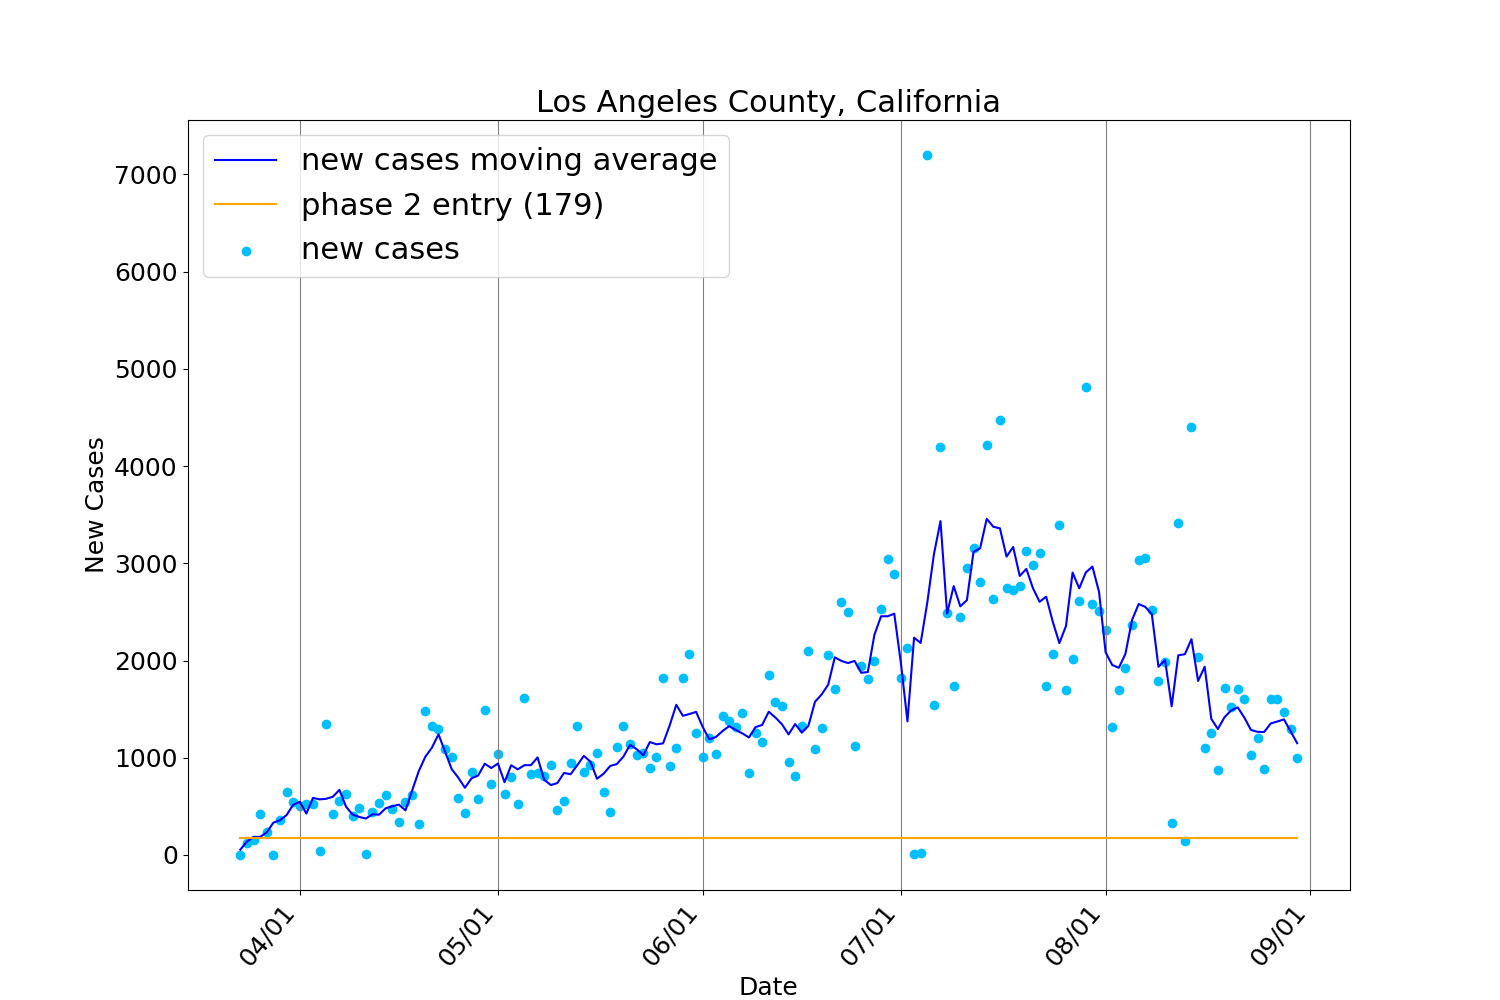 Los Angeles County, California
new cases moving average
phase 2 entry (179)
new cases
7000
6000
5000
4000
3000
2000
1000
0
New Cases
04/01
05/01
06/01
07/01
08/01
09/01
Date